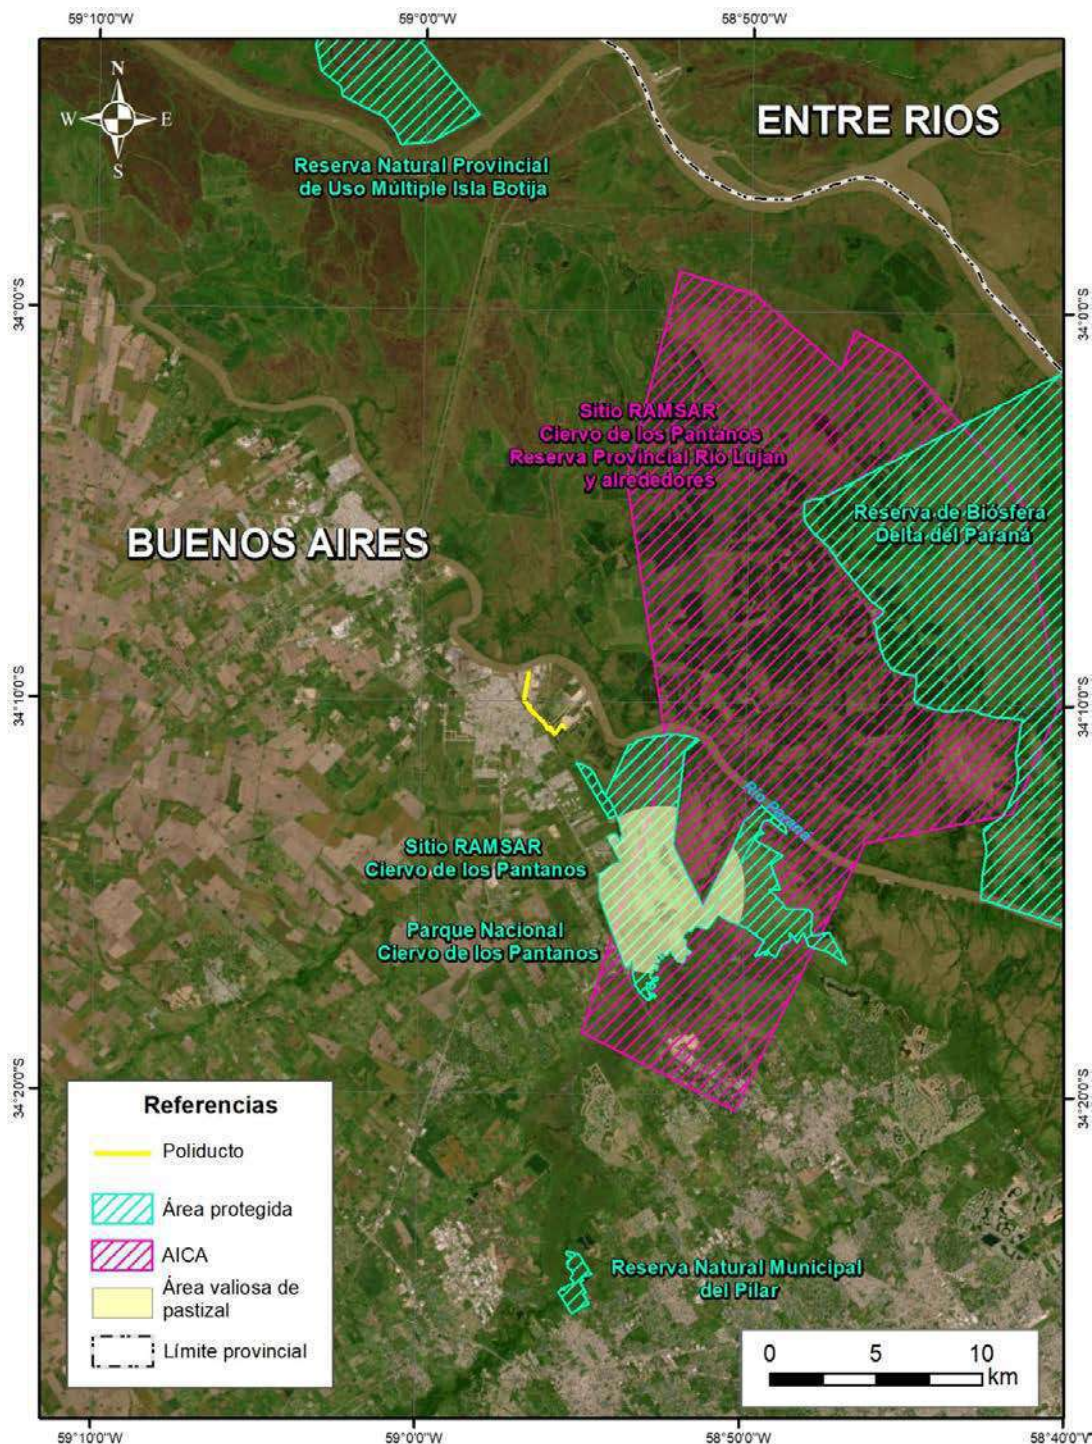 59°10'0"W
59°0'0"W
58°50'0"W
N
W
E
S
ENTRE RIOS
Reserva Natural Provincial
de Uso Múltiple Isla Botija
34°0'0"S
34°0'0"S
Sitio RAMSAR
Ciervo de los Pantanos
Reserva Provincial Río Lujan
y alrededores
Reserva de Biósfera
Delta del Paraná
BUENOS AIRES
34°10'0"S
34°10'0"S
Río Paraná
Sitio RAMSAR
Ciervo de los Pantanos
Parque Nacional
Ciervo de los Pantanos
34°20'0"S
34°20'0"S
Referencias
Poliducto
Área protegida
AICA
Área valiosa de
pastizal
Límite provincial
Reserva Natural Municipal
del Pilar
0 5 10
km
59°10'0"W
59°0'0"W
58°50'0"W
58°40'0"W